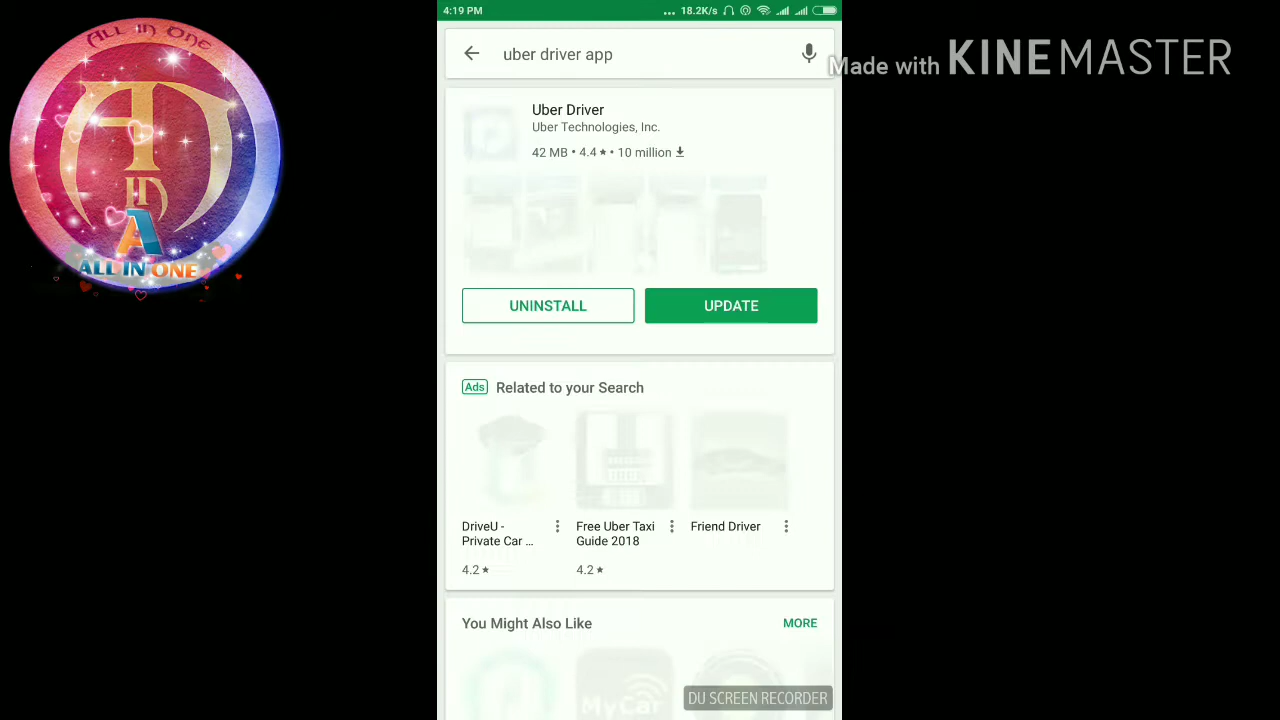 ALL IN ONE
ALL IN ONE
4:19 PM
... 18.2K/s
uber driver app
Made with KINEMASTER
Uber Driver
Uber Technologies, Inc.
42 MB • 4.4 ★ • 10 million
UNINSTALL
UPDATE
Ads Related to your Search
DriveU -
Private Car ...
4.2 ★
Free Uber Taxi
Guide 2018
4.2 ★
Friend Driver
You Might Also Like
MORE
MyCar
DU SCREEN RECORDER